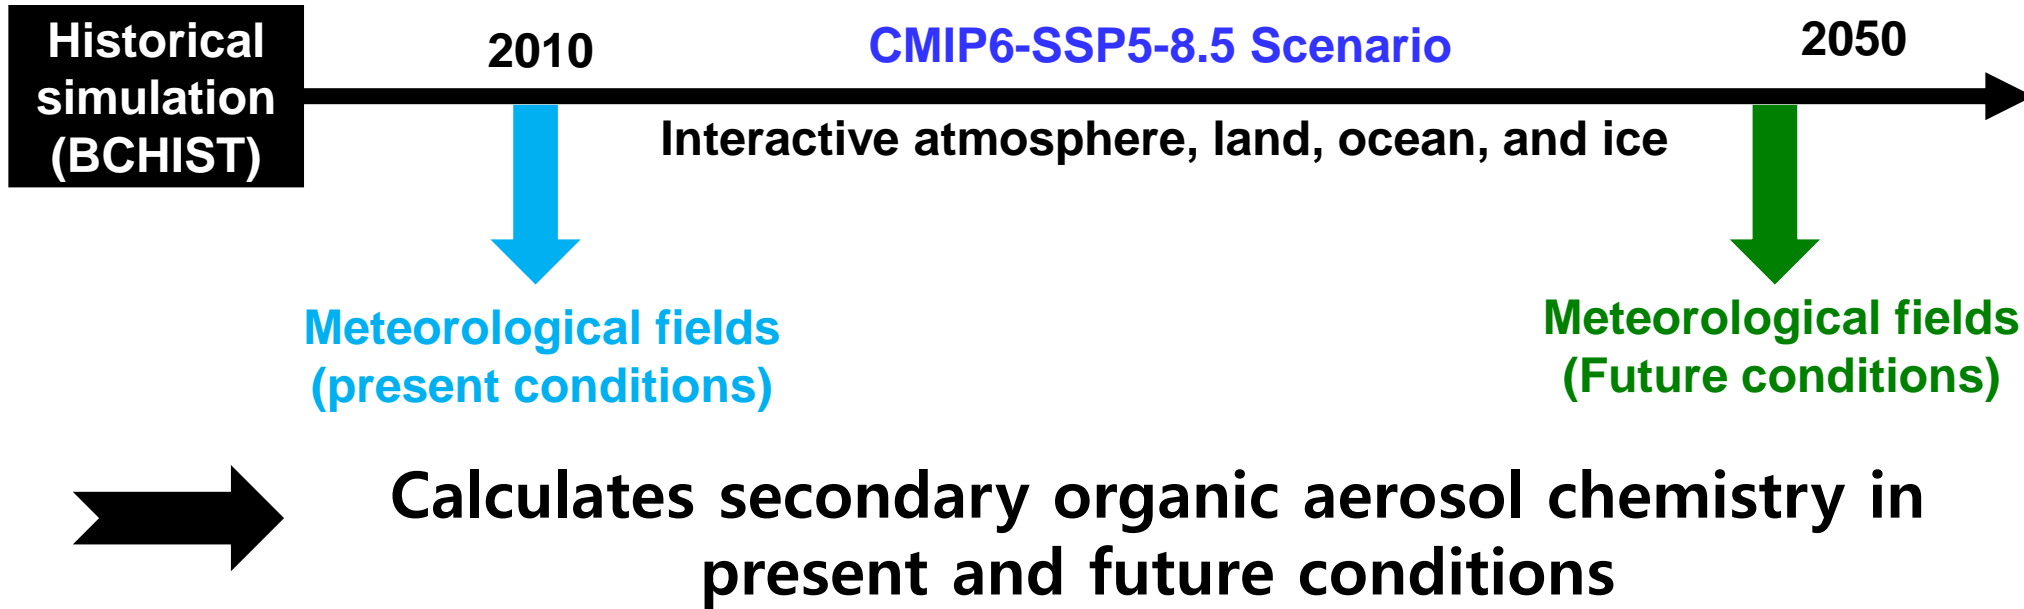 Historical
simulation
(BCHIST)
2010
CMIP6-SSP5-8.5 Scenario
2050
Interactive atmosphere, land, ocean, and ice
Meteorological fields
(present conditions)
Meteorological fields
(Future conditions)
Calculates secondary organic aerosol chemistry in
present and future conditions